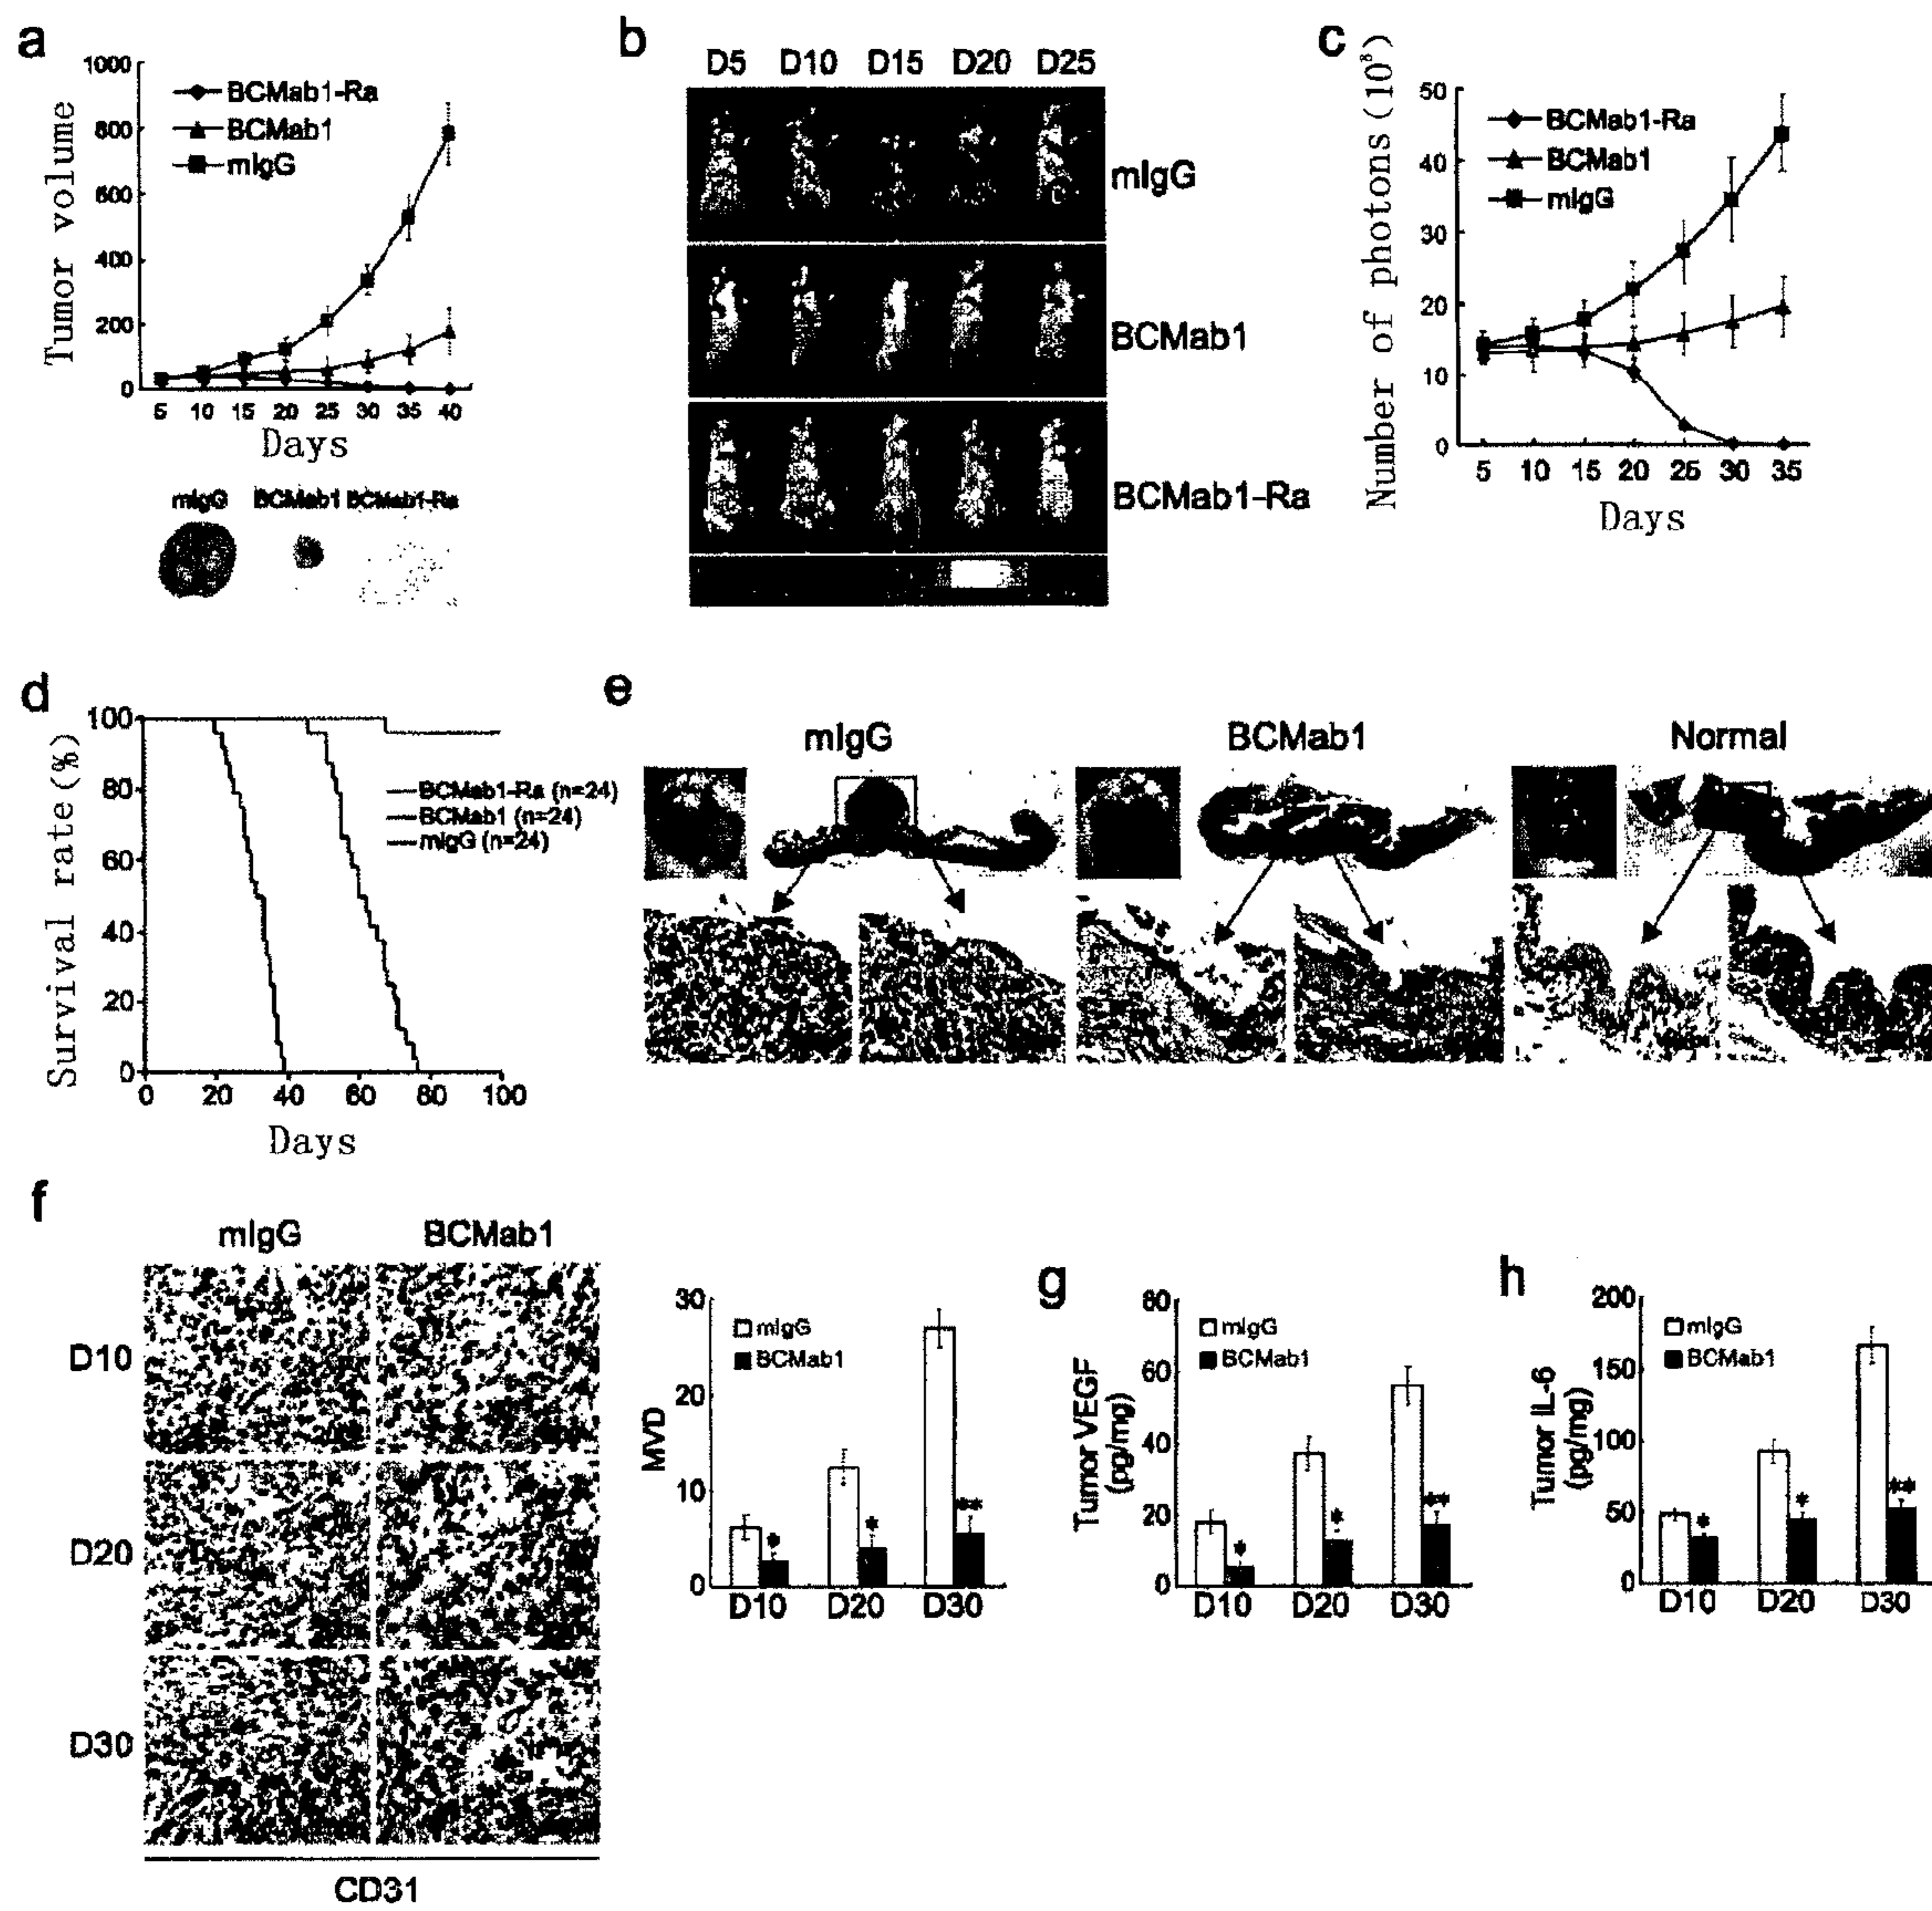 a
1000
800
600
400
200
0
BCMab1-Ra
BCMab1
mIgG
Tumor volume
5 10 15 20 25 30 35 40
Days
mIgG BCMab1 BCMab1-Ra
b
D5 D10 D15 D20 D25
mIgG
BCMab1
BCMab1-Ra
c
50
40
30
20
10
0
BCMab1-Ra
BCMab1
mIgG
Number of photons (10⁸)
5 10 15 20 25 30 35
Days
d
100
80
60
40
20
0
Survival rate (%)
BCMab1-Ra (n=24)
BCMab1 (n=24)
mIgG (n=24)
0 20 40 60 80 100
Days
e
mIgG BCMab1 Normal
f
mIgG BCMab1
D10
D20
D30
CD31
30
20
10
0
MVD
mIgG
BCMab1
* * **
D10 D20 D30
g
80
60
40
20
0
Tumor VEGF
(pg/mg)
mIgG
BCMab1
* * **
D10 D20 D30
h
200
150
100
50
0
Tumor IL-6
(pg/mg)
mIgG
BCMab1
* * **
D10 D20 D30